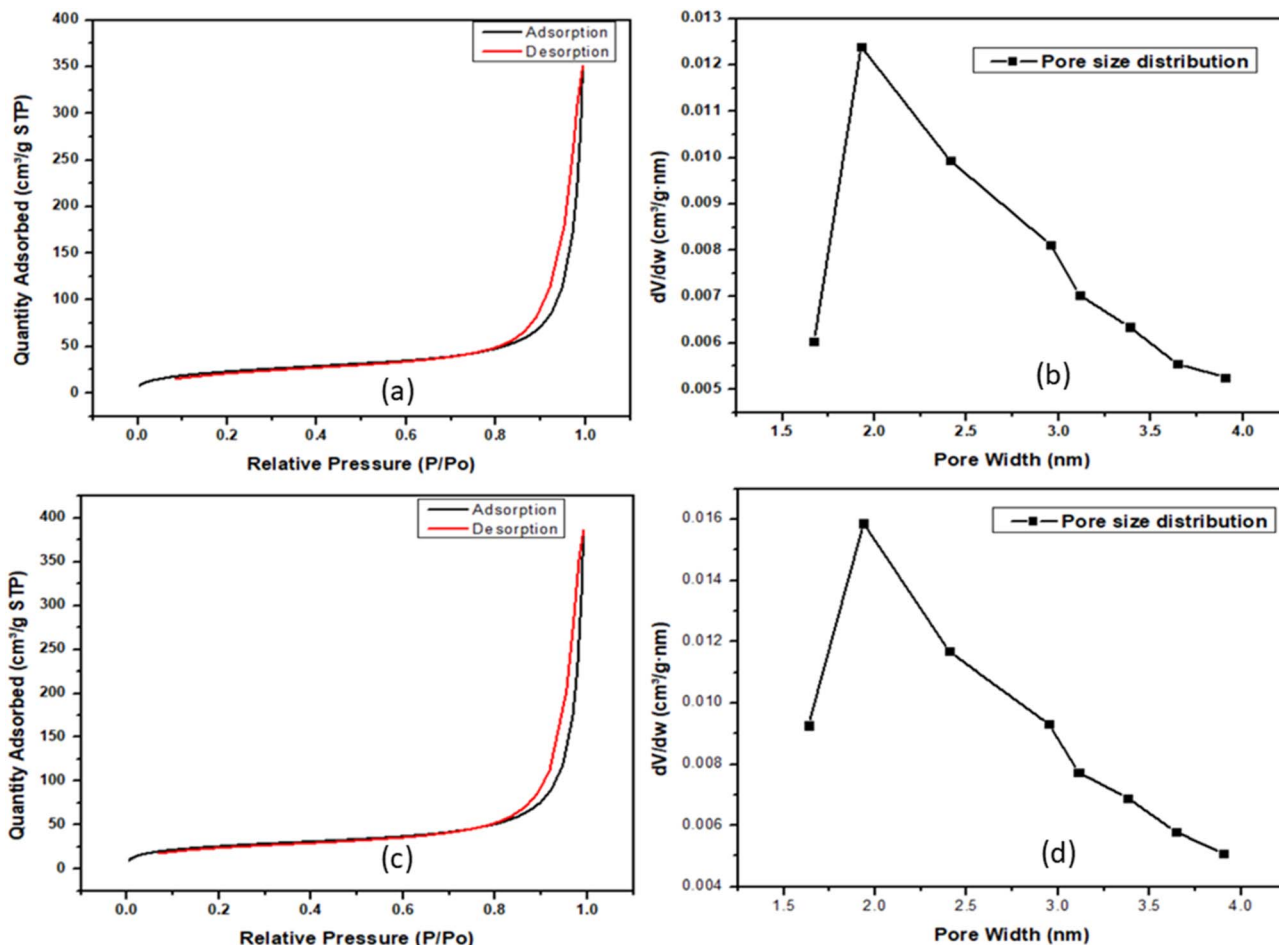 400
350
300
250
200
150
100
50
0
Quantity Adsorbed (cm³/g STP)
Adsorption
Desorption
(a)
0.0 0.2 0.4 0.6 0.8 1.0
Relative Pressure (P/Po)
0.013
0.012
0.011
0.010
0.009
0.008
0.007
0.006
0.005
dV/dw (cm³/g·nm)
Pore size distribution
(b)
1.5 2.0 2.5 3.0 3.5 4.0
Pore Width (nm)
400
350
300
250
200
150
100
50
0
Quantity Adsorbed (cm³/g STP)
Adsorption
Desorption
(c)
0.0 0.2 0.4 0.6 0.8 1.0
Relative Pressure (P/Po)
0.016
0.014
0.012
0.010
0.008
0.006
0.004
dV/dw (cm³/g·nm)
Pore size distribution
(d)
1.5 2.0 2.5 3.0 3.5 4.0
Pore Width (nm)